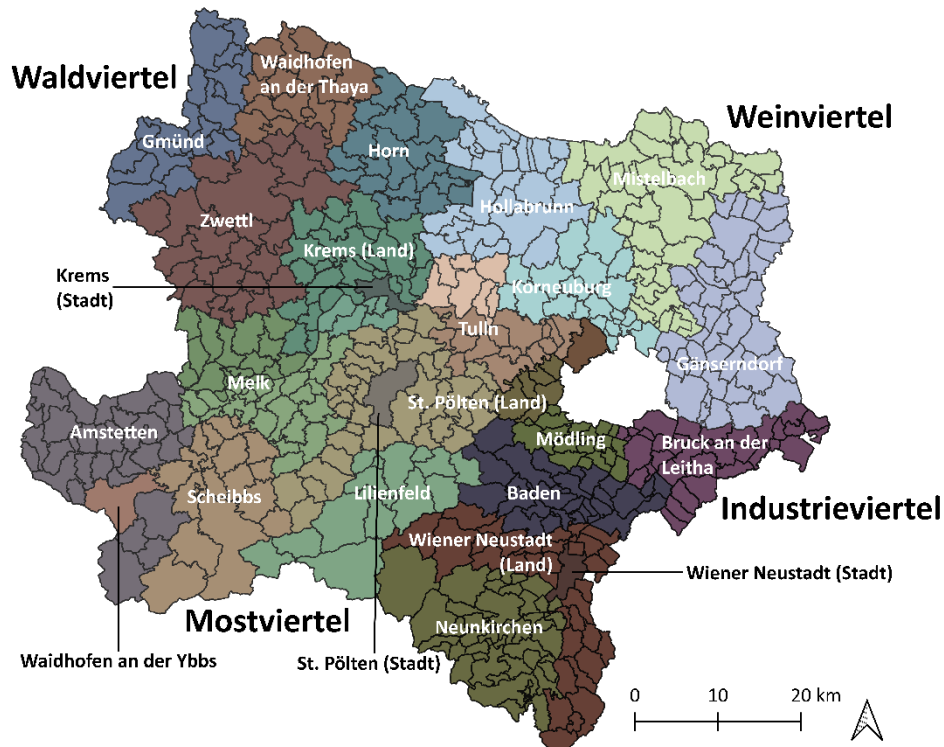 Waldviertel
Waidhofen
an der Thaya
Weinviertel
Gmünd
Horn
Mistelbach
Hollabrunn
Zwettl
Krems (Land)
Krems
(Stadt)
Korneuburg
Tulln
Gänserndorf
Melk
St. Pölten (Land)
Amstetten
Mödling
Bruck an der
Leitha
Scheibbs
Lilienfeld
Baden
Industrieviertel
Wiener Neustadt
(Land)
Wiener Neustadt (Stadt)
Mostviertel
Neunkirchen
Waidhofen an der Ybbs
St. Pölten (Stadt)
0 10 20 km